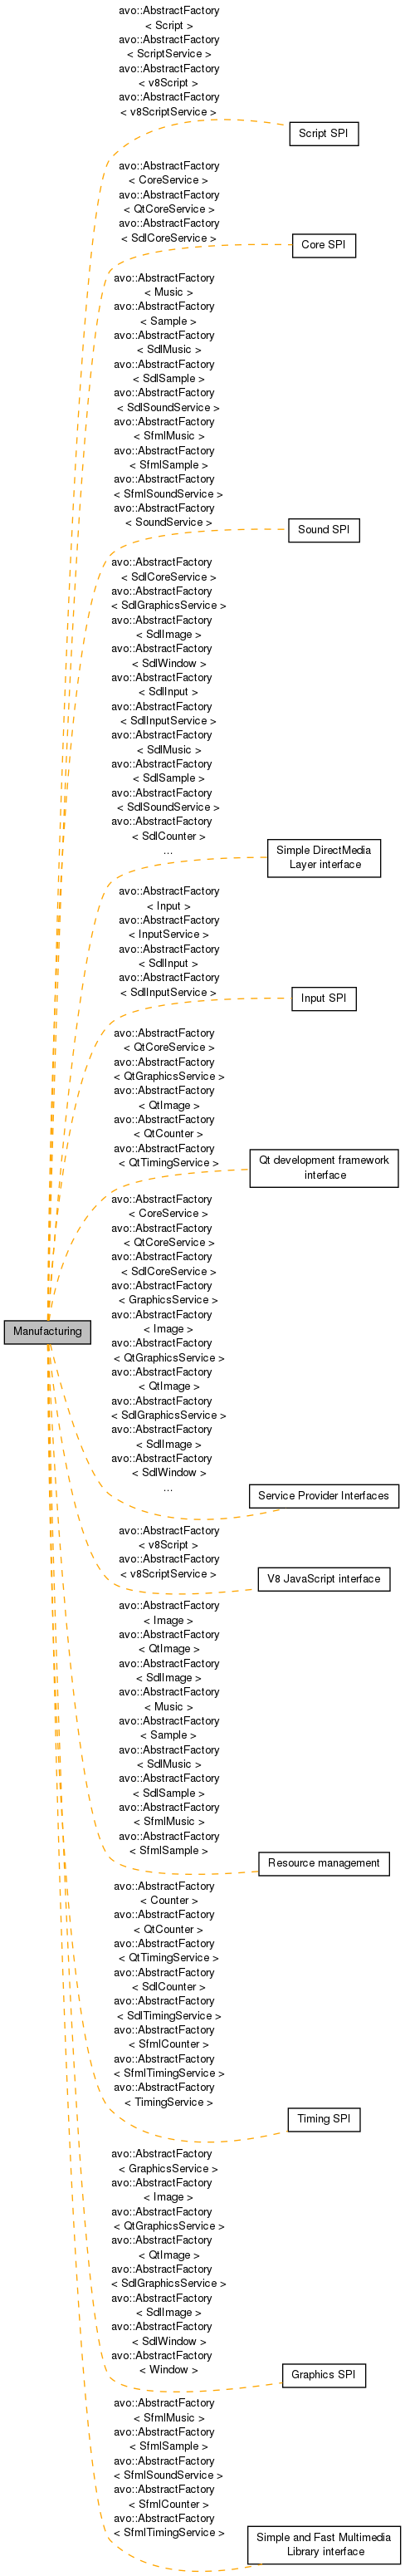 avo::AbstractFactory
< Script >
avo::AbstractFactory
< ScriptService >
avo::AbstractFactory
< v8Script >
avo::AbstractFactory
< v8ScriptService >
Script SPI
avo::AbstractFactory
< CoreService >
avo::AbstractFactory
< QtCoreService >
avo::AbstractFactory
< SdlCoreService >
Core SPI
avo::AbstractFactory
< Music >
avo::AbstractFactory
< Sample >
avo::AbstractFactory
< SdlMusic >
avo::AbstractFactory
< SdlSample >
avo::AbstractFactory
< SdlSoundService >
avo::AbstractFactory
< SfmlMusic >
avo::AbstractFactory
< SfmlSample >
avo::AbstractFactory
< SfmlSoundService >
avo::AbstractFactory
< SoundService >
Sound SPI
avo::AbstractFactory
< SdlCoreService >
avo::AbstractFactory
< SdlGraphicsService >
avo::AbstractFactory
< SdlImage >
avo::AbstractFactory
< SdlWindow >
avo::AbstractFactory
< SdlInput >
avo::AbstractFactory
< SdlInputService >
avo::AbstractFactory
< SdlMusic >
avo::AbstractFactory
< SdlSample >
avo::AbstractFactory
< SdlSoundService >
avo::AbstractFactory
< SdlCounter >
...
Simple DirectMedia
Layer interface
avo::AbstractFactory
< Input >
avo::AbstractFactory
< InputService >
avo::AbstractFactory
< SdlInput >
avo::AbstractFactory
< SdlInputService >
Input SPI
avo::AbstractFactory
< QtCoreService >
avo::AbstractFactory
< QtGraphicsService >
avo::AbstractFactory
< QtImage >
avo::AbstractFactory
< QtCounter >
avo::AbstractFactory
< QtTimingService >
Qt development framework
interface
avo::AbstractFactory
< CoreService >
avo::AbstractFactory
< QtCoreService >
avo::AbstractFactory
< SdlCoreService >
avo::AbstractFactory
< GraphicsService >
avo::AbstractFactory
< Image >
Manufacturing
avo::AbstractFactory
< QtGraphicsService >
avo::AbstractFactory
< QtImage >
avo::AbstractFactory
< SdlGraphicsService >
avo::AbstractFactory
< SdlImage >
avo::AbstractFactory
< SdlWindow >
...
Service Provider Interfaces
avo::AbstractFactory
< v8Script >
avo::AbstractFactory
< v8ScriptService >
V8 JavaScript interface
avo::AbstractFactory
< Image >
avo::AbstractFactory
< QtImage >
avo::AbstractFactory
< SdlImage >
avo::AbstractFactory
< Music >
avo::AbstractFactory
< Sample >
avo::AbstractFactory
< SdlMusic >
avo::AbstractFactory
< SdlSample >
avo::AbstractFactory
< SfmlMusic >
avo::AbstractFactory
< SfmlSample >
Resource management
avo::AbstractFactory
< Counter >
avo::AbstractFactory
< QtCounter >
avo::AbstractFactory
< QtTimingService >
avo::AbstractFactory
< SdlCounter >
avo::AbstractFactory
< SdlTimingService >
avo::AbstractFactory
< SfmlCounter >
avo::AbstractFactory
< SfmlTimingService >
avo::AbstractFactory
< TimingService >
Timing SPI
avo::AbstractFactory
< GraphicsService >
avo::AbstractFactory
< Image >
avo::AbstractFactory
< QtGraphicsService >
avo::AbstractFactory
< QtImage >
avo::AbstractFactory
< SdlGraphicsService >
avo::AbstractFactory
< SdlImage >
avo::AbstractFactory
< SdlWindow >
avo::AbstractFactory
< Window >
Graphics SPI
avo::AbstractFactory
< SfmlMusic >
avo::AbstractFactory
< SfmlSample >
avo::AbstractFactory
< SfmlSoundService >
avo::AbstractFactory
< SfmlCounter >
avo::AbstractFactory
< SfmlTimingService >
Simple and Fast Multimedia
Library interface